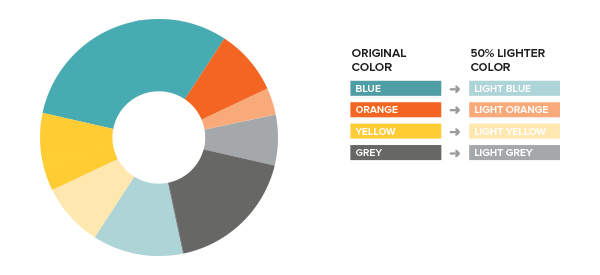 ORIGINAL COLOR
50% LIGHTER COLOR
BLUE → LIGHT BLUE
ORANGE → LIGHT ORANGE
YELLOW → LIGHT YELLOW
GREY → LIGHT GREY